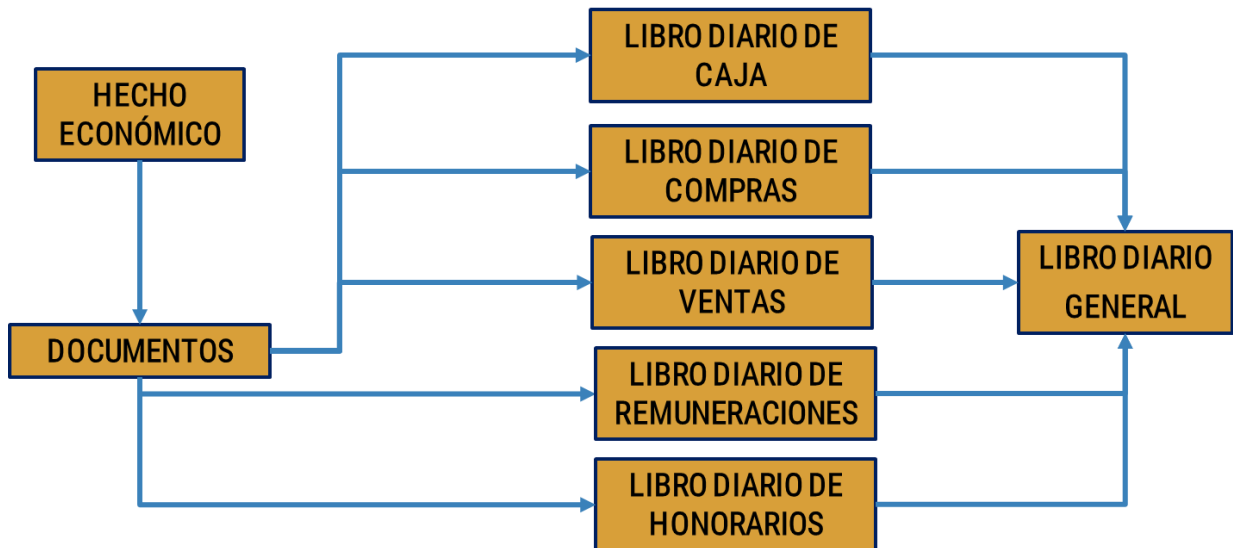 HECHO
ECONÓMICO
DOCUMENTOS
LIBRO DIARIO DE
CAJA
LIBRO DIARIO DE
COMPRAS
LIBRO DIARIO DE
VENTAS
LIBRO DIARIO DE
REMUNERACIONES
LIBRO DIARIO DE
HONORARIOS
LIBRO DIARIO
GENERAL